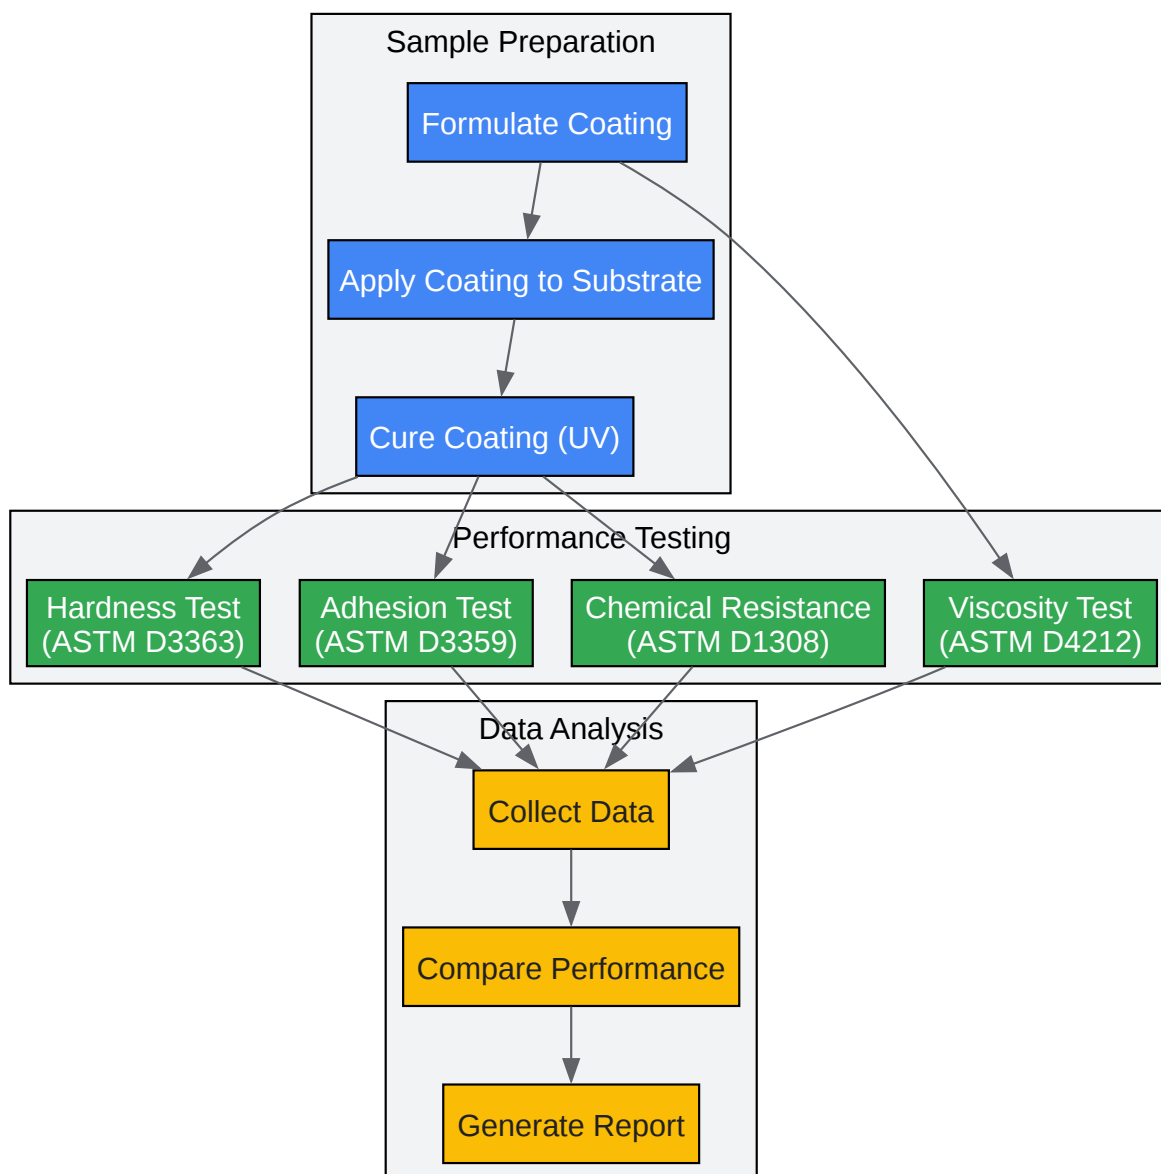 Sample Preparation
Formulate Coating
Apply Coating to Substrate
Cure Coating (UV)
Performance Testing
Hardness Test
(ASTM D3363)
Adhesion Test
(ASTM D3359)
Chemical Resistance
(ASTM D1308)
Viscosity Test
(ASTM D4212)
Data Analysis
Collect Data
Compare Performance
Generate Report